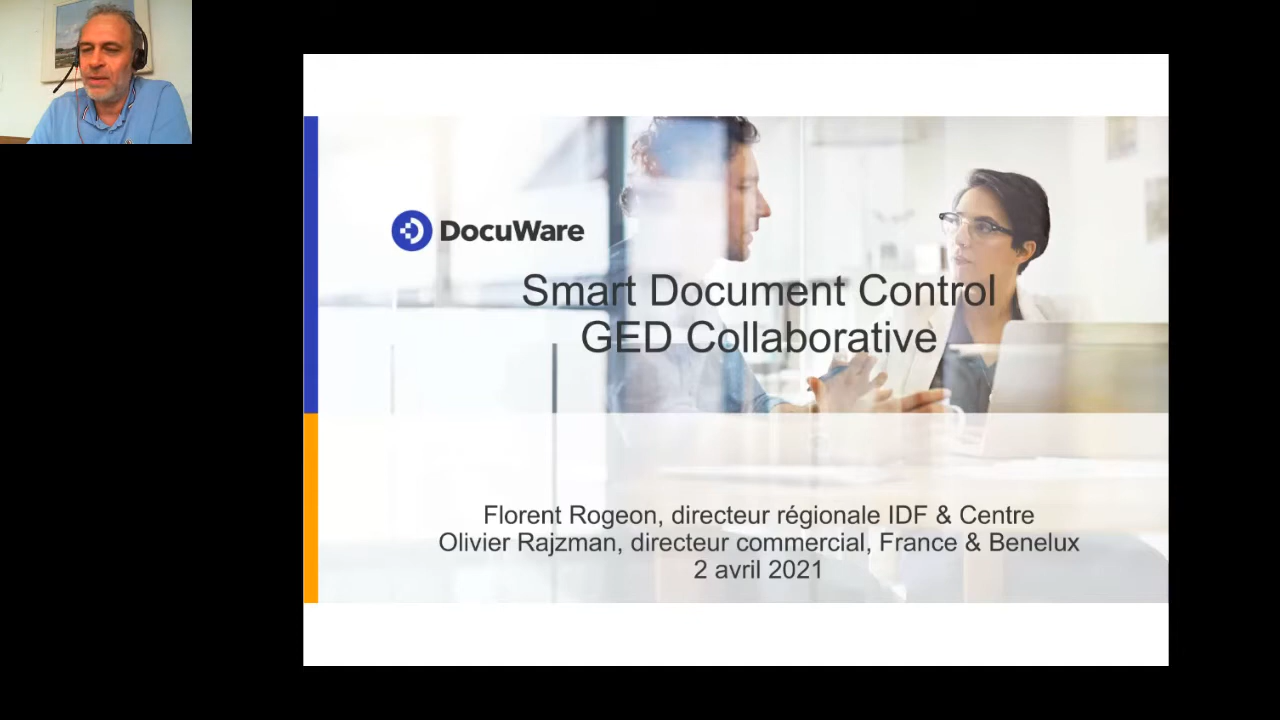 DocuWare
Smart Document Control
GED Collaborative
Florent Rogeon, directeur régionale IDF & Centre
Olivier Rajzman, directeur commercial, France & Benelux
2 avril 2021